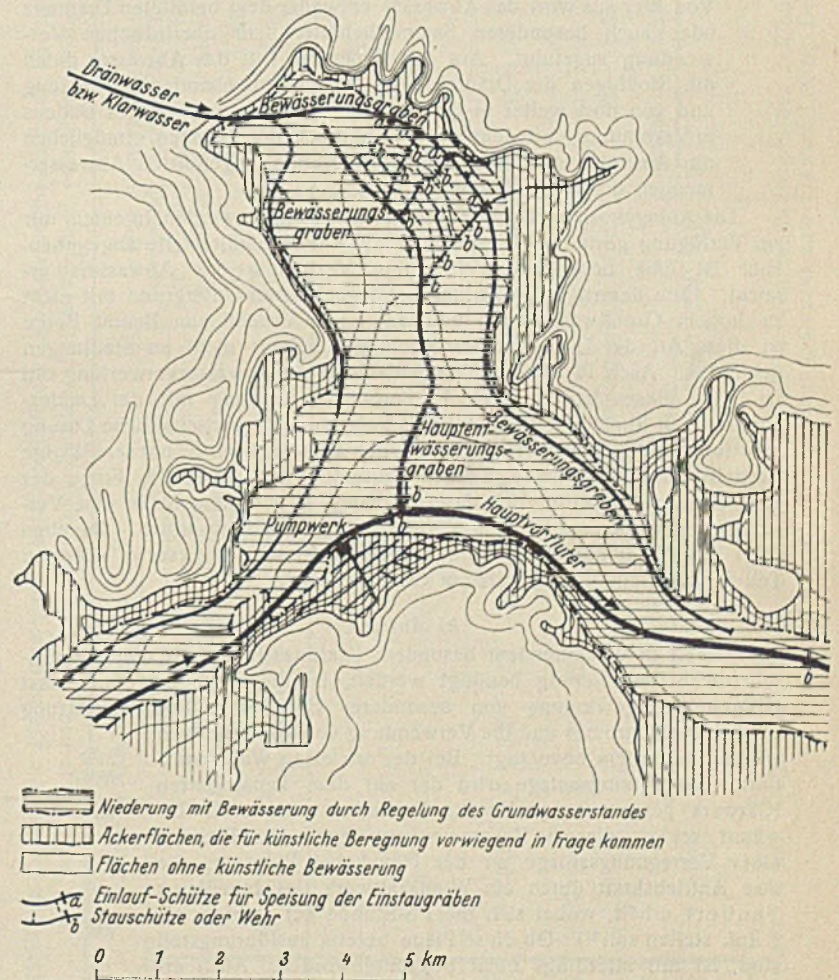 Dränwasser
bzw. Klarwasser
Bewässerungsgraben
Bewässerungs-
graben
Hauptent-
wässerungs-
graben
Bewässerungsgraben
Pumpwerk
Hauptvorfluter
a
a
a
a
b
b
b
b
b
b
b
b
b
b
b
Niederung mit Bewässerung durch Regelung des Grundwasserstandes
Ackerflächen, die für künstliche Beregnung vorwiegend in Frage kommen
Flächen ohne künstliche Bewässerung
a Einlauf-Schütze für Speisung der Einstaugräben
b Stauschütze oder Wehr
0 1 2 3 4 5 km